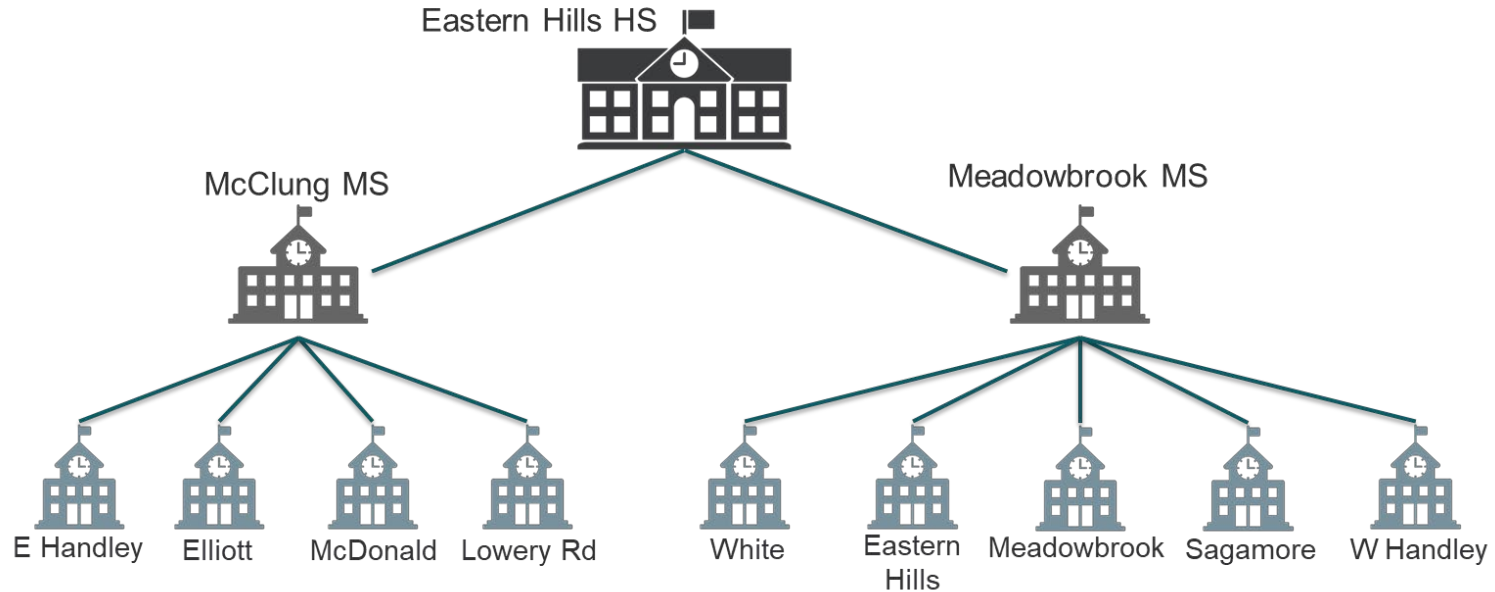 Eastern Hills HS
McClung MS
Meadowbrook MS
E Handley
Elliott
McDonald
Lowery Rd
White
Eastern
Hills
Meadowbrook
Sagamore
W Handley